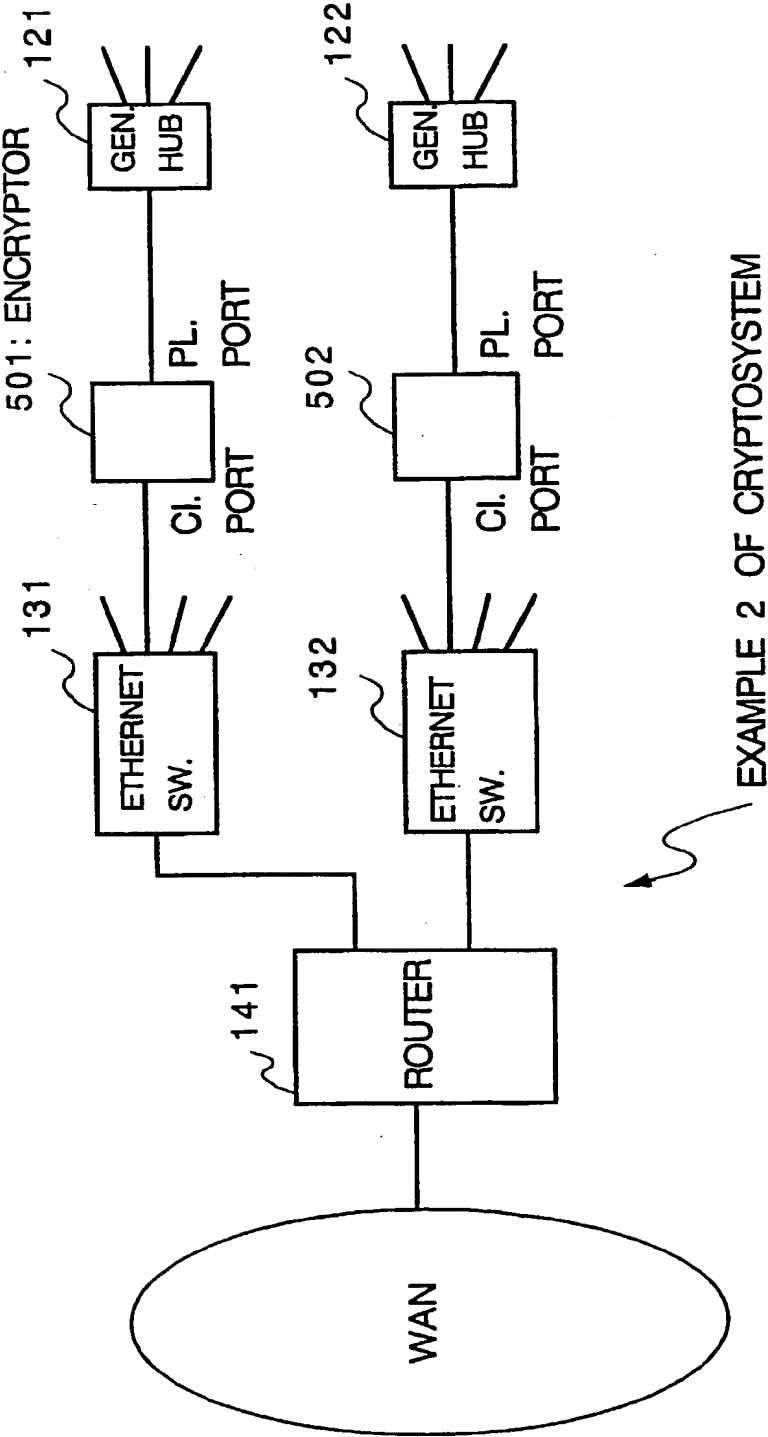 501: ENCRYPTOR
121
131
GEN.
HUB
PL.
PORT
CI.
PORT
ETHERNET
SW.
141
502
122
132
GEN.
HUB
PL.
PORT
CI.
PORT
ETHERNET
SW.
ROUTER
WAN
EXAMPLE 2 OF CRYPTOSYSTEM